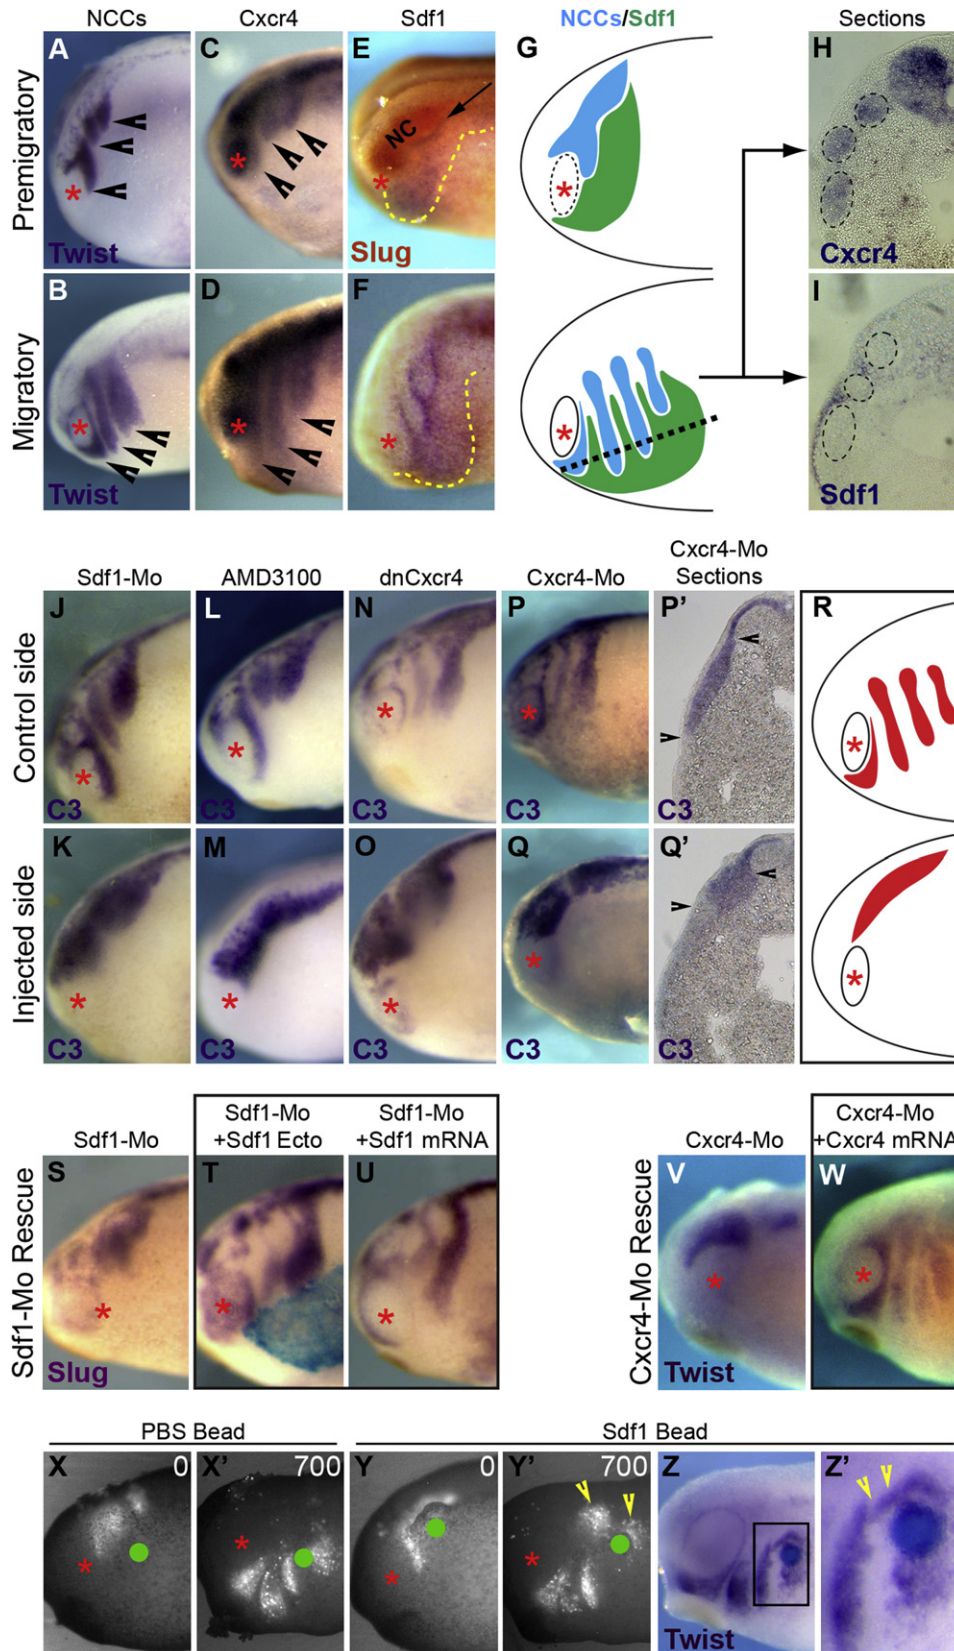 NCCs Cxcr4 Sdf1 NCCs/Sdf1 Sections
Premigratory
A C E G H
NC
* * * *
Twist Slug Cxcr4
Migratory
B D F I
* * * *
Twist Sdf1
Sdf1-Mo AMD3100 dnCxcr4 Cxcr4-Mo Cxcr4-Mo
Sections
Control side
J L N P P' R
* * * * *
C3 C3 C3 C3 C3
Injected side
K M O Q Q'
* * * * *
C3 C3 C3 C3 C3
Sdf1-Mo Sdf1-Mo
+Sdf1 Ecto Sdf1-Mo
+Sdf1 mRNA Cxcr4-Mo Cxcr4-Mo
+Cxcr4 mRNA
Sdf1-Mo Rescue
S T U
* * *
Slug
Cxcr4-Mo Rescue
V W
* *
Twist
PBS Bead Sdf1 Bead
X 0 X' 700 Y 0 Y' 700 Z Z'
* * * *
Twist